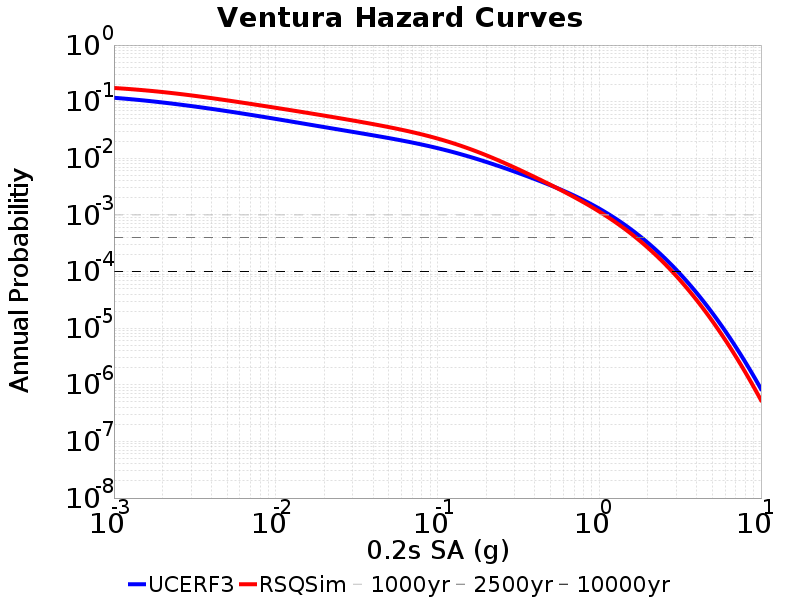 Ventura Hazard Curves
10^0
10^-1
10^-2
10^-3
10^-4
10^-5
10^-6
10^-7
10^-8
Annual Probabilitiy
10^-3 10^-2 10^-1 10^0 10^1
0.2s SA (g)
UCERF3 RSQSim 1000yr 2500yr 10000yr